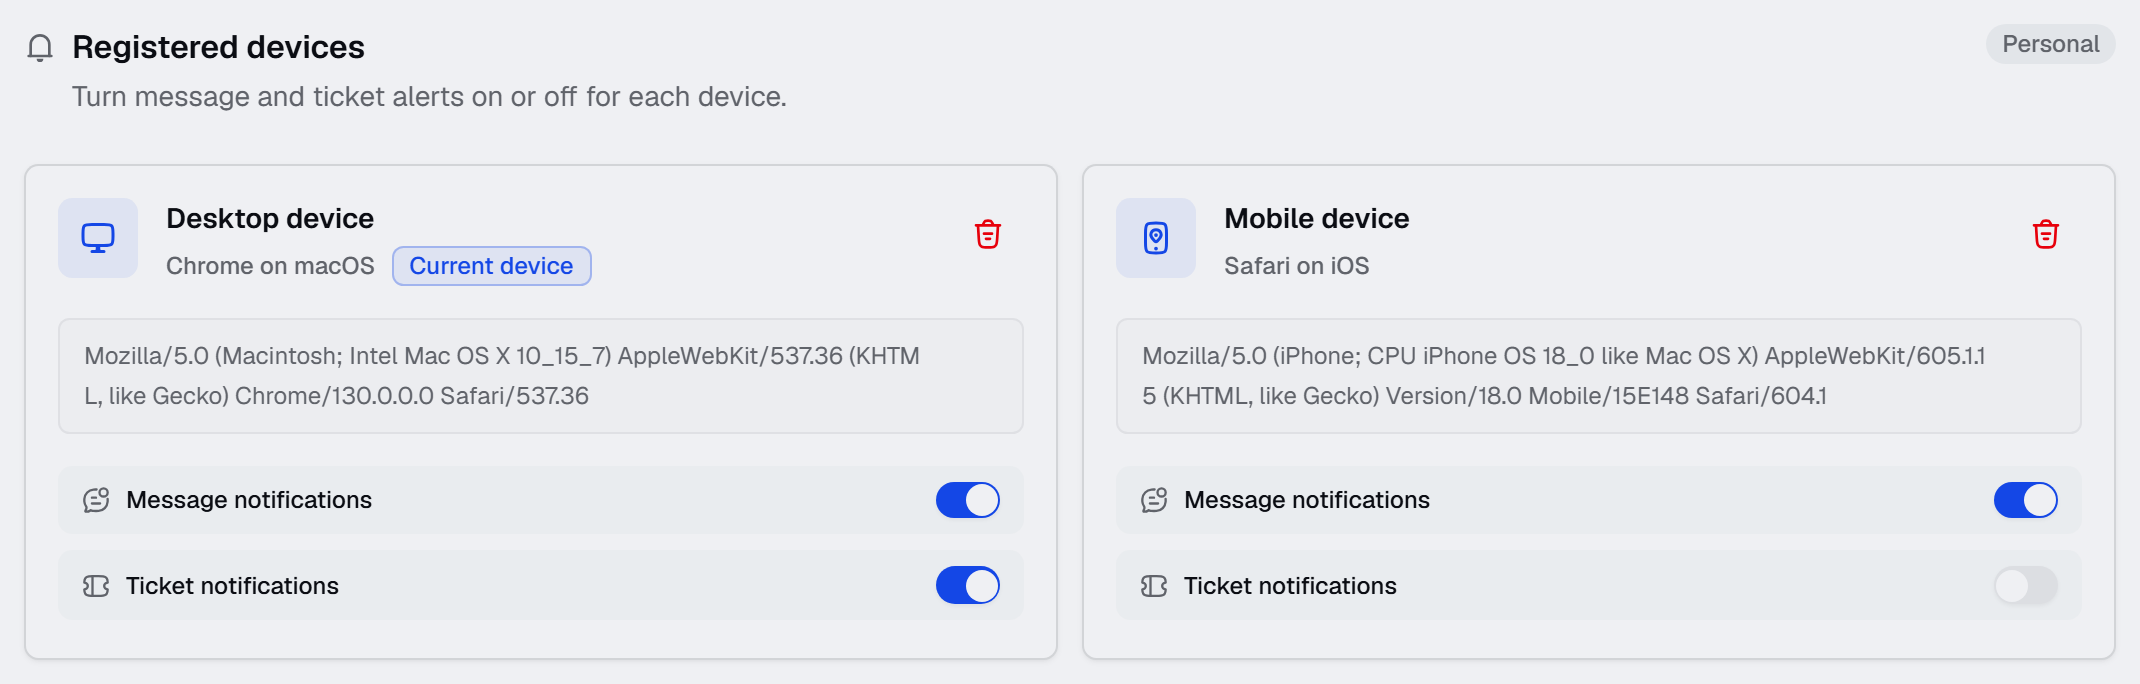 Registered devices
Personal
Turn message and ticket alerts on or off for each device.
Desktop device
Chrome on macOS
Current device
Mozilla/5.0 (Macintosh; Intel Mac OS X 10_15_7) AppleWebKit/537.36 (KHTM
L, like Gecko) Chrome/130.0.0.0 Safari/537.36
Message notifications
Ticket notifications
Mobile device
Safari on iOS
Mozilla/5.0 (iPhone; CPU iPhone OS 18_0 like Mac OS X) AppleWebKit/605.1.1
5 (KHTML, like Gecko) Version/18.0 Mobile/15E148 Safari/604.1
Message notifications
Ticket notifications